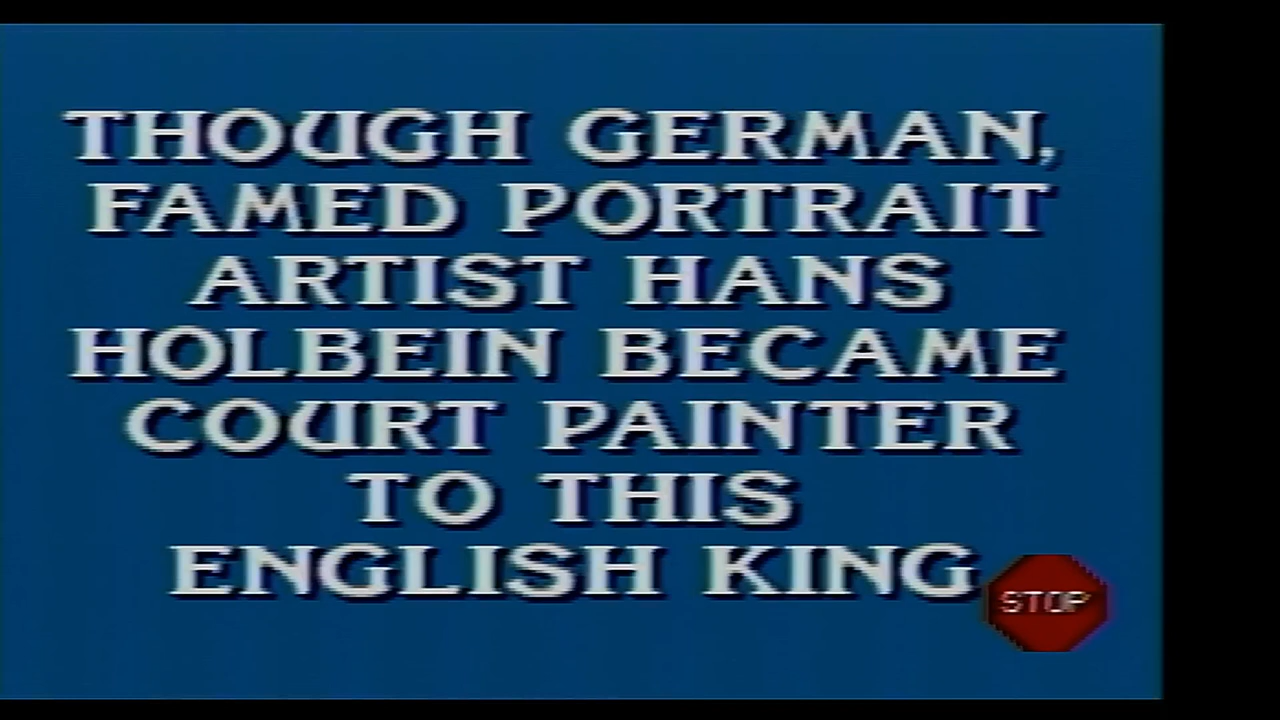 THOUGH GERMAN,
FAMED PORTRAIT
ARTIST HANS
HOLBEIN BECAME
COURT PAINTER
TO THIS
ENGLISH KING
STOP